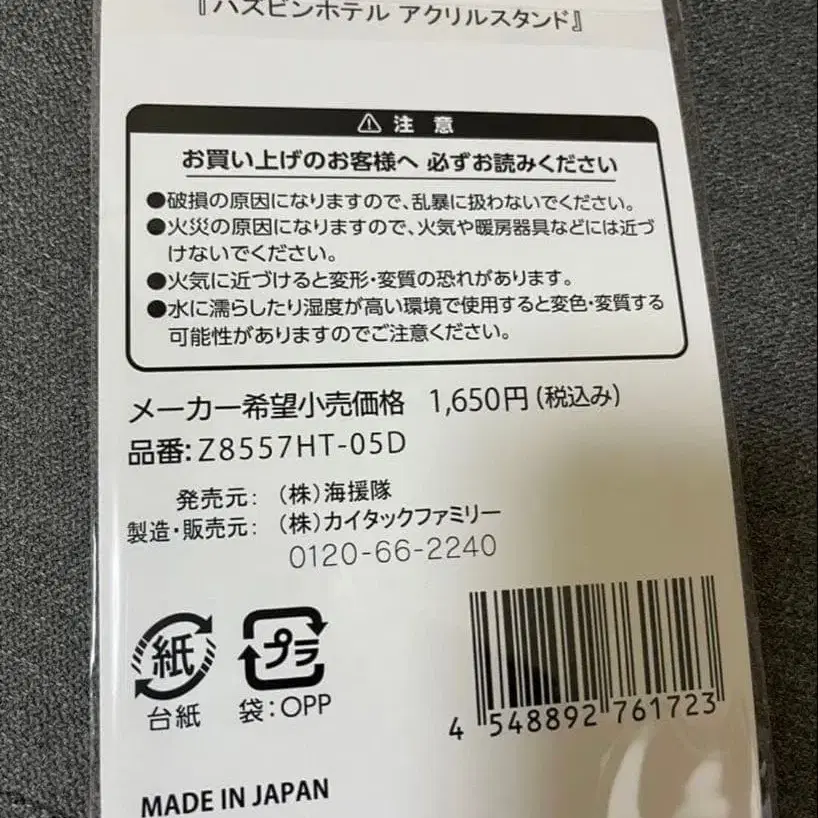 『ハズビンホテル アクリルスタンド』
⚠ 注 意
お買い上げのお客様へ 必ずお読みください
●破損の原因になりますので、乱暴に扱わないでください。
●火災の原因になりますので、火気や暖房器具などには近づ
けないでください。
●火気に近づけると変形・変質の恐れがあります。
●水に濡らしたり湿度が高い環境で使用すると変色・変質する
可能性がありますのでご注意ください。
メーカー希望小売価格 1,650円(税込み)
品番:Z8557HT-05D
発売元: (株)海援隊
製造・販売元: (株)カイタックファミリー
0120-66-2240
紙
台紙
プラ
袋:OPP
4 548892 761723
MADE IN JAPAN